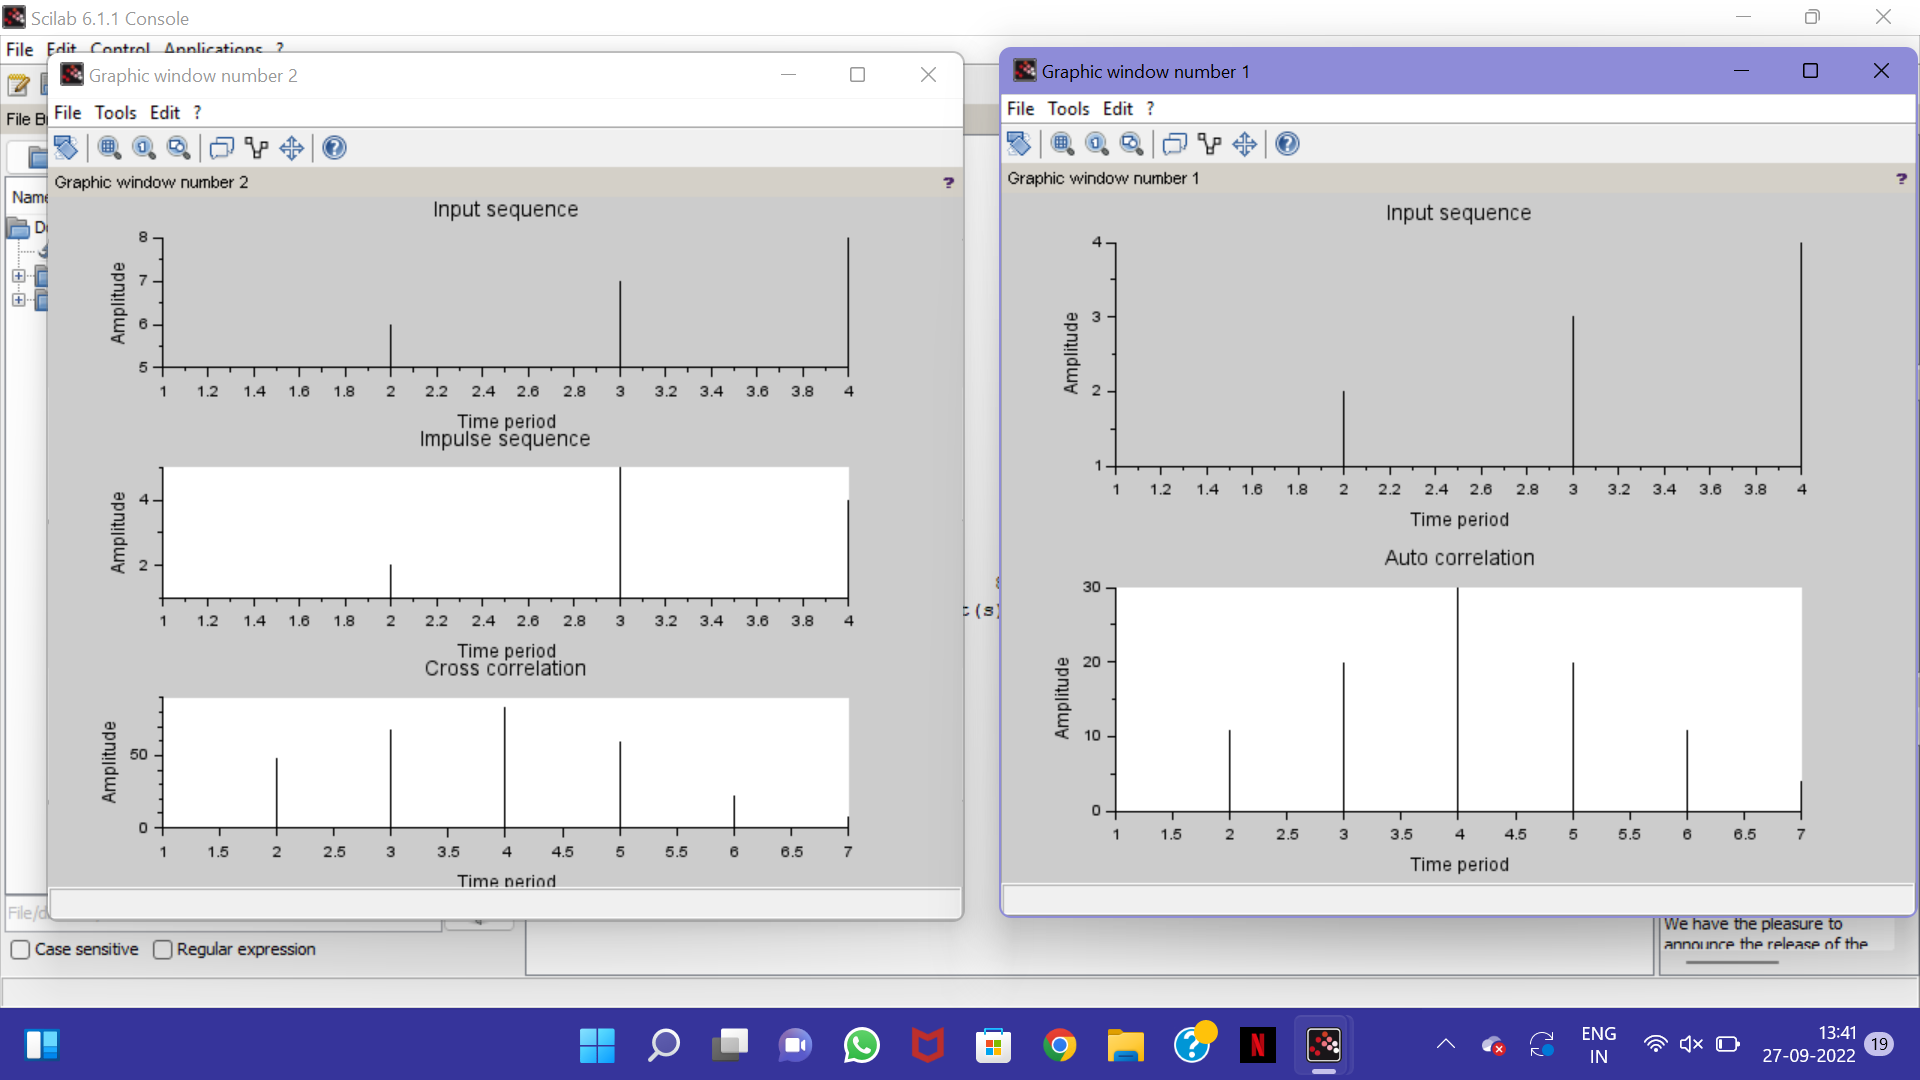 Scilab 6.1.1 Console
File Edit Control Applications ?
File B
Name
D
Graphic window number 2
File Tools Edit ?
Graphic window number 2 ?
Input sequence
Amplitude
8
7
6
5
1 1.2 1.4 1.6 1.8 2 2.2 2.4 2.6 2.8 3 3.2 3.4 3.6 3.8 4
Time period
Impulse sequence
Amplitude
4
2
1 1.2 1.4 1.6 1.8 2 2.2 2.4 2.6 2.8 3 3.2 3.4 3.6 3.8 4
Time period
Cross correlation
Amplitude
50
0
1 1.5 2 2.5 3 3.5 4 4.5 5 5.5 6 6.5 7
Time period
Graphic window number 1
File Tools Edit ?
Graphic window number 1 ?
Input sequence
Amplitude
4
3
2
1
1 1.2 1.4 1.6 1.8 2 2.2 2.4 2.6 2.8 3 3.2 3.4 3.6 3.8 4
Time period
Auto correlation
Amplitude
30
20
10
0
1 1.5 2 2.5 3 3.5 4 4.5 5 5.5 6 6.5 7
Time period
t(s)
File/d
Case sensitive Regular expression
We have the pleasure to
announce the release of the
N
ENG
IN
13:41
27-09-2022
19